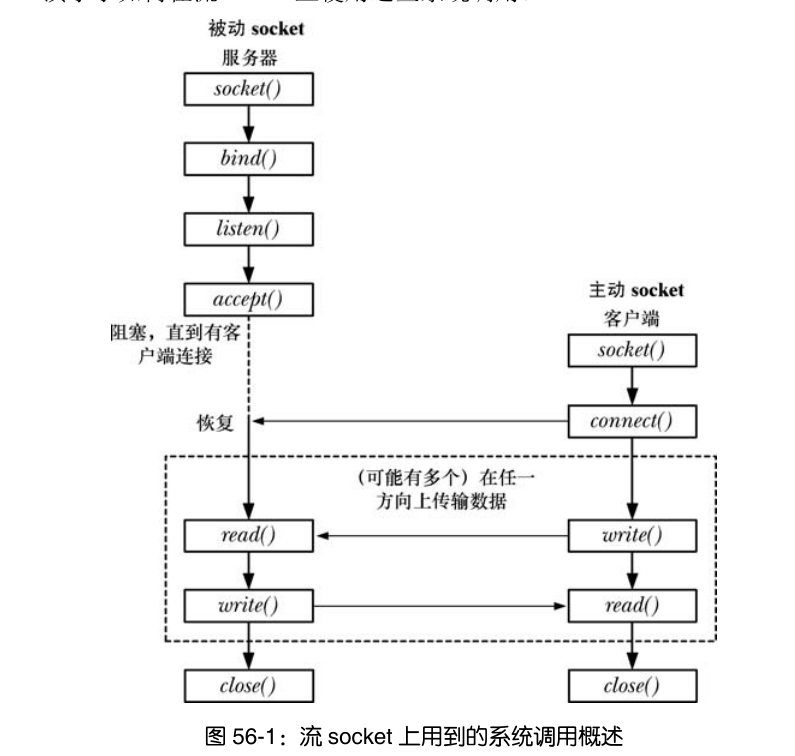 被动 socket
服务器
socket()
bind()
listen()
accept()
阻塞，直到有客
户端连接
恢复
主动 socket
客户端
socket()
connect()
（可能有多个）在任一
方向上传输数据
read()
write()
write()
read()
close()
close()
图 56-1：流 socket 上用到的系统调用概述